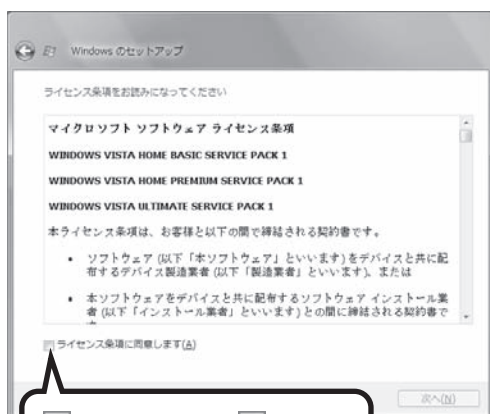 Windows のセットアップ
ライセンス条項をお読みになってください
マイクロソフト ソフトウェア ライセンス条項
WINDOWS VISTA HOME BASIC SERVICE PACK 1
WINDOWS VISTA HOME PREMIUM SERVICE PACK 1
WINDOWS VISTA ULTIMATE SERVICE PACK 1
本ライセンス条項は、お客様と以下の間で締結される契約書です。
• ソフトウェア (以下「本ソフトウェア」といいます) をデバイスと共に配
布するデバイス製造業者 (以下「製造業者」といいます)、または
• 本ソフトウェアをデバイスと共に配布するソフトウェア インストール業
者 (以下「インストール業者」といいます) との間に締結される契約書で
ライセンス条項に同意します(A)
次へ(N)